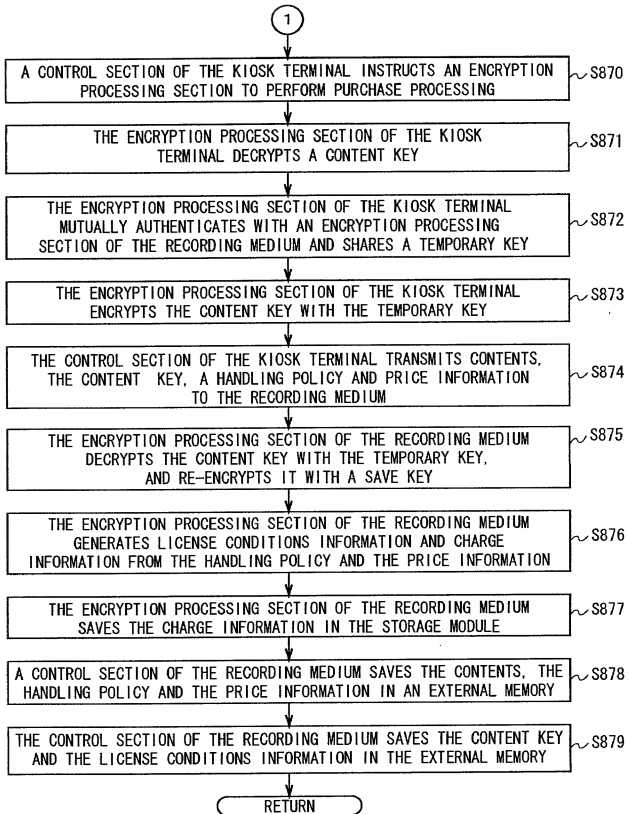 1
A CONTROL SECTION OF THE KIOSK TERMINAL INSTRUCTS AN ENCRYPTION
PROCESSING SECTION TO PERFORM PURCHASE PROCESSING
S870
THE ENCRYPTION PROCESSING SECTION OF THE KIOSK
TERMINAL DECRYPTS A CONTENT KEY
S871
THE ENCRYPTION PROCESSING SECTION OF THE KIOSK TERMINAL
MUTUALLY AUTHENTICATES WITH AN ENCRYPTION PROCESSING
SECTION OF THE RECORDING MEDIUM AND SHARES A TEMPORARY KEY
S872
THE ENCRYPTION PROCESSING SECTION OF THE KIOSK TERMINAL
ENCRYPTS THE CONTENT KEY WITH THE TEMPORARY KEY
S873
THE CONTROL SECTION OF THE KIOSK TERMINAL TRANSMITS CONTENTS,
THE CONTENT KEY, A HANDLING POLICY AND PRICE INFORMATION
TO THE RECORDING MEDIUM
S874
THE ENCRYPTION PROCESSING SECTION OF THE RECORDING MEDIUM
DECRYPTS THE CONTENT KEY WITH THE TEMPORARY KEY,
AND RE-ENCRYPTS IT WITH A SAVE KEY
S875
THE ENCRYPTION PROCESSING SECTION OF THE RECORDING MEDIUM
GENERATES LICENSE CONDITIONS INFORMATION AND CHARGE
INFORMATION FROM THE HANDLING POLICY AND THE PRICE INFORMATION
S876
THE ENCRYPTION PROCESSING SECTION OF THE RECORDING MEDIUM
SAVES THE CHARGE INFORMATION IN THE STORAGE MODULE
S877
A CONTROL SECTION OF THE RECORDING MEDIUM SAVES THE CONTENTS, THE
HANDLING POLICY AND THE PRICE INFORMATION IN AN EXTERNAL MEMORY
S878
THE CONTROL SECTION OF THE RECORDING MEDIUM SAVES THE CONTENT KEY
AND THE LICENSE CONDITIONS INFORMATION IN THE EXTERNAL MEMORY
S879
RETURN